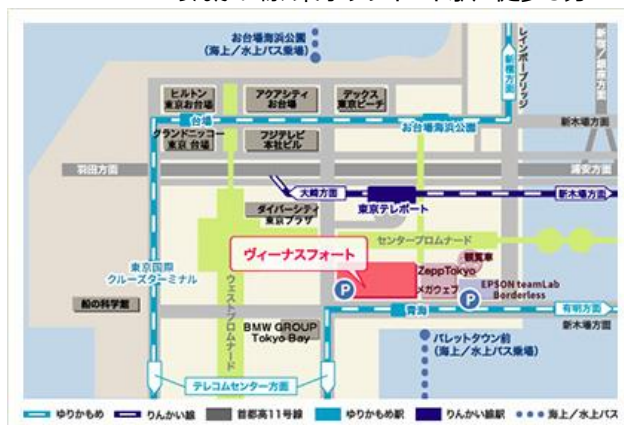 お台場海浜公園
(海上／水上バス乗場)
レインボーブリッジ
新橋方面
ヒルトン
東京お台場
アクアシティ
お台場
デックス
東京ビーチ
台場
お台場海浜公園
新木場方面
グランドニッコー
東京 台場
フジテレビ
本社ビル
羽田方面
浦安方面
大崎方面
新木場方面
東京テレポート
ダイバーシティ
東京プラザ
センタープロムナード
ヴィーナスフォート
観覧車
ZeppTokyo
東京国際
クルーズターミナル
ウェストプロムナード
メガウェブ
EPSON teamLab
Borderless
P
P
船の科学館
青海
有明方面
新木場方面
BMW GROUP
Tokyo Bay
パレットタウン前
(海上／水上バス乗場)
テレコムセンター方面
ゆりかもめ
りんかい線
首都高11号線
ゆりかもめ駅
りんかい線駅
海上／水上バス